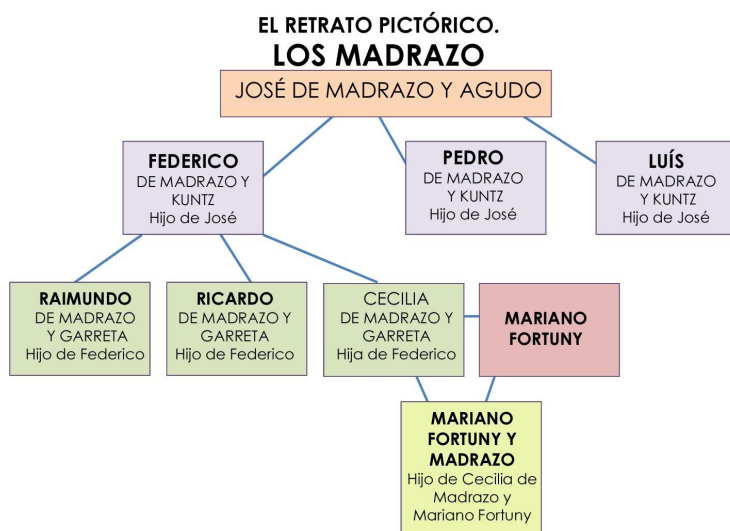 EL RETRATO PICTÓRICO.
LOS MADRAZO
JOSÉ DE MADRAZO Y AGUDO
FEDERICO
DE MADRAZO Y
KUNTZ
Hijo de José
PEDRO
DE MADRAZO
Y KUNTZ
Hijo de José
LUÍS
DE MADRAZO
Y KUNTZ
Hijo de José
RAIMUNDO
DE MADRAZO
Y GARRETA
Hijo de Federico
RICARDO
DE MADRAZO Y
GARRETA
Hijo de Federico
CECILIA
DE MADRAZO Y
GARRETA
Hija de Federico
MARIANO
FORTUNY
MARIANO
FORTUNY Y
MADRAZO
Hijo de Cecilia de
Madrazo y
Mariano Fortuny